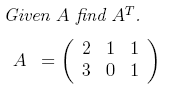 Given A find A^T.
A = ( 2 1 1
3 0 1 )